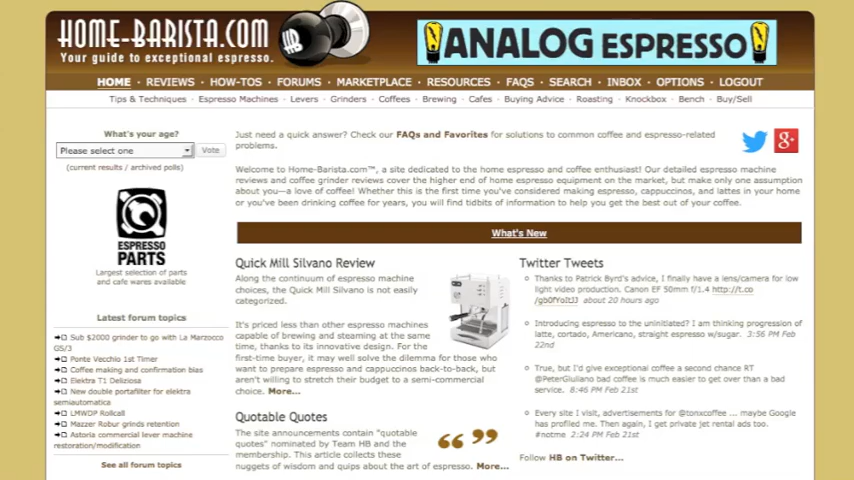 HOME-BARISTA.COM
Your guide to exceptional espresso.
HB
ANALOG ESPRESSO
HOME · REVIEWS · HOW-TOS · FORUMS · MARKETPLACE · RESOURCES · FAQS · SEARCH · INBOX · OPTIONS · LOGOUT
Tips & Techniques · Espresso Machines · Levers · Grinders · Coffees · Brewing · Cafes · Buying Advice · Roasting · Knockbox · Bench · Buy/Sell
What's your age?
Please select one
Vote
(current results / archived polls)
ESPRESSO
PARTS
Largest selection of parts
and cafe wares available
Latest forum topics
Sub $2000 grinder to go with La Marzocco
GS/3
Ponte Vecchio 1st Timer
Coffee making and confirmation bias
Elektra T1 Deliziosa
New double portafilter for elektra
semiautomatica
LMWDP Rollcall
Mazzer Robur grinds retention
Astoria commercial lever machine
restoration/modification
See all forum topics
Just need a quick answer? Check our FAQs and Favorites for solutions to common coffee and espresso-related
problems.
g+
Welcome to Home-Barista.com™, a site dedicated to the home espresso and coffee enthusiast! Our detailed espresso machine
reviews and coffee grinder reviews cover the higher end of home espresso equipment on the market, but make only one assumption
about you—a love of coffee! Whether this is the first time you've considered making espresso, cappuccinos, and lattes in your home
or you've been drinking coffee for years, you will find tidbits of information to help you get the best out of your coffee.
What's New
Quick Mill Silvano Review
Along the continuum of espresso machine
choices, the Quick Mill Silvano is not easily
categorized.
It's priced less than other espresso machines
capable of brewing and steaming at the same
time, thanks to its innovative design. For the
first-time buyer, it may well solve the dilemma for those who
want to prepare espresso and cappuccinos back-to-back, but
aren't willing to stretch their budget to a semi-commercial
choice. More...
Quotable Quotes
The site announcements contain "quotable
quotes" nominated by Team HB and the
membership. This article collects these
nuggets of wisdom and quips about the art of espresso. More...
Twitter Tweets
Thanks to Patrick Byrd's advice, I finally have a lens/camera for low
light video production. Canon EF 50mm f/1.4 http://t.co
/gb0fYoItJJ about 20 hours ago
Introducing espresso to the uninitiated? I am thinking progression of
latte, cortado, Americano, straight espresso w/sugar. 3:56 PM Feb
22nd
True, but I'd give exceptional coffee a second chance RT
@PeterGiuliano bad coffee is much easier to get over than a bad
service. 8:46 PM Feb 21st
Every site I visit, advertisements for @tonxcoffee ... maybe Google
has profiled me. Then again, I get private jet rental ads too.
#notme 2:24 PM Feb 21st
Follow HB on Twitter...